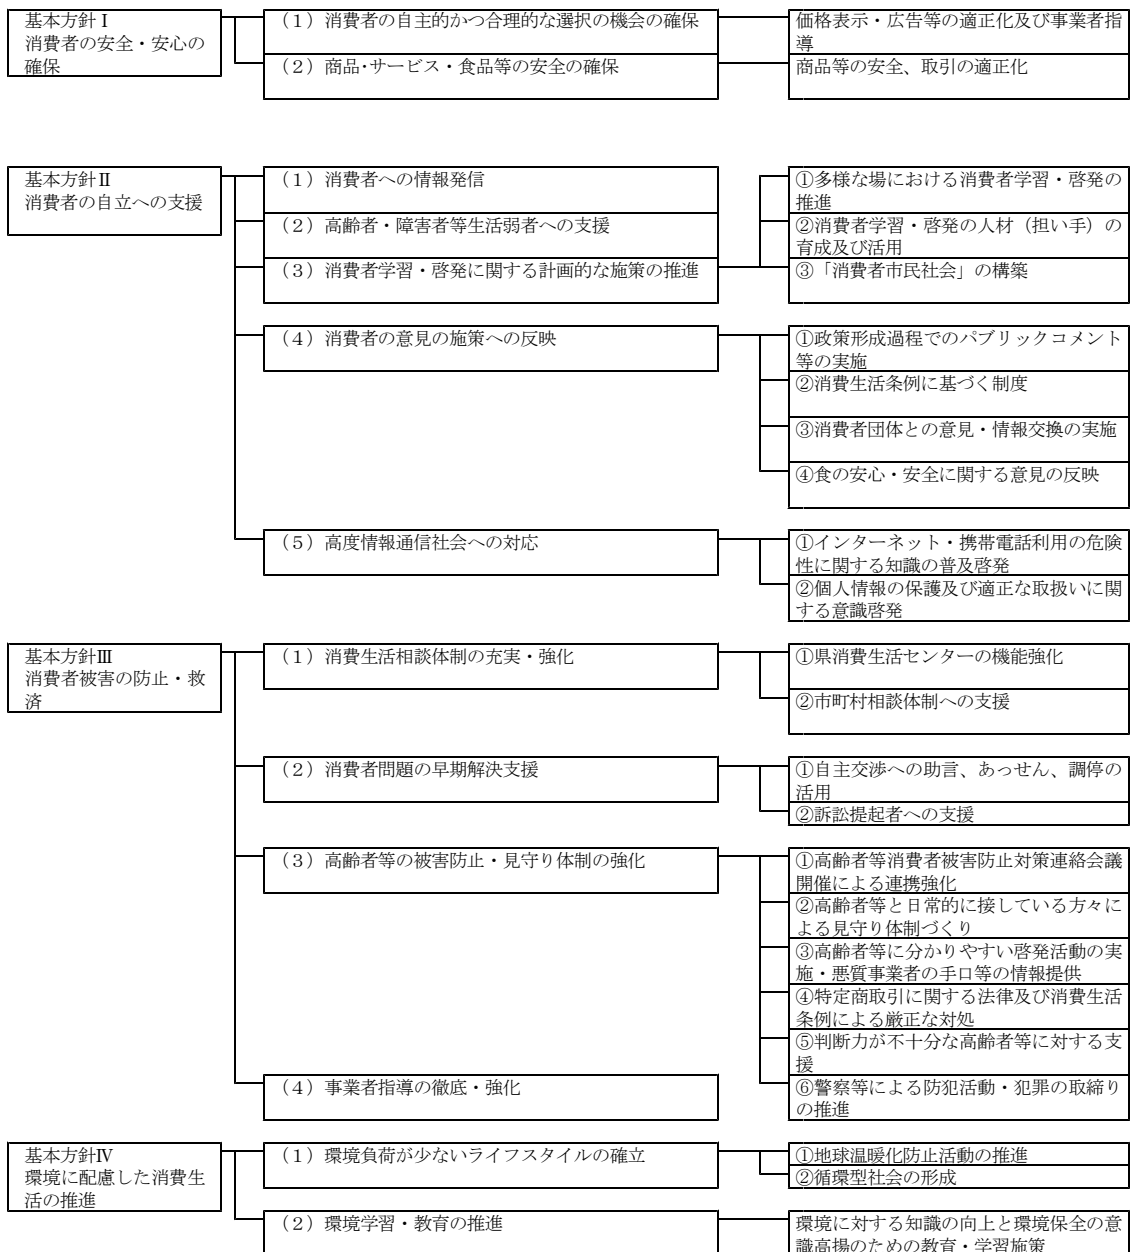 基本方針Ⅰ
消費者の安全・安心の
確保
（１）消費者の自主的かつ合理的な選択の機会の確保
価格表示・広告等の適正化及び事業者指
導
（２）商品･サービス・食品等の安全の確保
商品等の安全、取引の適正化
基本方針Ⅱ
消費者の自立への支援
（１）消費者への情報発信
（２）高齢者・障害者等生活弱者への支援
（３）消費者学習・啓発に関する計画的な施策の推進
①多様な場における消費者学習・啓発の
推進
②消費者学習・啓発の人材（担い手）の
育成及び活用
③「消費者市民社会」の構築
（４）消費者の意見の施策への反映
①政策形成過程でのパブリックコメント
等の実施
②消費生活条例に基づく制度
③消費者団体との意見・情報交換の実施
④食の安心・安全に関する意見の反映
（５）高度情報通信社会への対応
①インターネット・携帯電話利用の危険
性に関する知識の普及啓発
②個人情報の保護及び適正な取扱いに関
する意識啓発
基本方針Ⅲ
消費者被害の防止・救
済
（１）消費生活相談体制の充実・強化
①県消費生活センターの機能強化
②市町村相談体制への支援
（２）消費者問題の早期解決支援
①自主交渉への助言、あっせん、調停の
活用
②訴訟提起者への支援
（３）高齢者等の被害防止・見守り体制の強化
①高齢者等消費者被害防止対策連絡会議
開催による連携強化
②高齢者等と日常的に接している方々に
よる見守り体制づくり
③高齢者等に分かりやすい啓発活動の実
施・悪質事業者の手口等の情報提供
④特定商取引に関する法律及び消費生活
条例による厳正な対処
⑤判断力が不十分な高齢者等に対する支
援
⑥警察等による防犯活動・犯罪の取締り
の推進
（４）事業者指導の徹底・強化
基本方針Ⅳ
環境に配慮した消費生
活の推進
（１）環境負荷が少ないライフスタイルの確立
①地球温暖化防止活動の推進
②循環型社会の形成
（２）環境学習・教育の推進
環境に対する知識の向上と環境保全の意
識高揚のための教育・学習施策